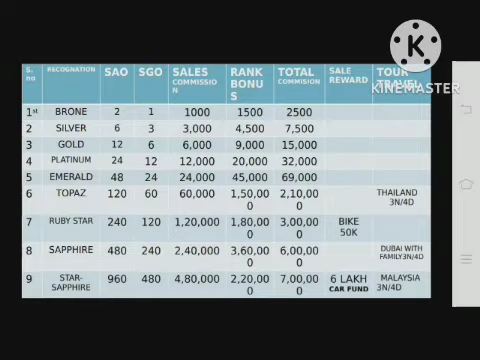 K
KINEMASTER
S. no RECOGNATION SAO SGO SALES COMMISSION RANK BONUS TOTAL COMMISION SALE REWARD TOUR TRAVEL
1st BRONE 2 1 1000 1500 2500
2 SILVER 6 3 3,000 4,500 7,500
3 GOLD 12 6 6,000 9,000 15,000
4 PLATINUM 24 12 12,000 20,000 32,000
5 EMERALD 48 24 24,000 45,000 69,000
6 TOPAZ 120 60 60,000 1,50,000 2,10,000 THAILAND 3N/4D
7 RUBY STAR 240 120 1,20,000 1,80,000 3,00,000 BIKE 50K
8 SAPPHIRE 480 240 2,40,000 3,60,000 6,00,000 DUBAI WITH FAMILY3N/4D
9 STAR-SAPPHIRE 960 480 4,80,000 2,20,000 7,00,000 6 LAKH CAR FUND MALAYSIA 3N/4D